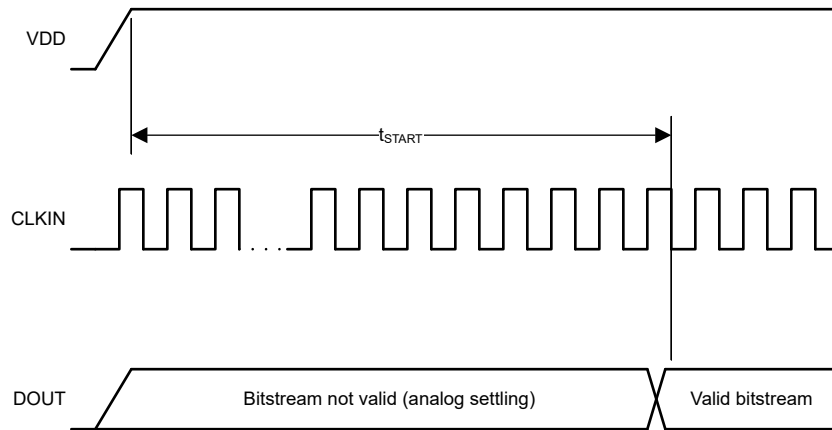 VDD
tSTART
CLKIN
. . .
DOUT
Bitstream not valid (analog settling)
Valid bitstream